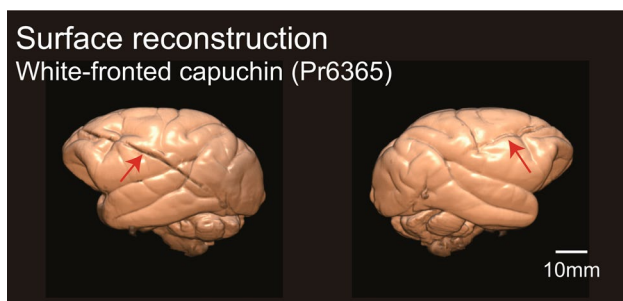 Surface reconstruction
White-fronted capuchin (Pr6365)
10mm